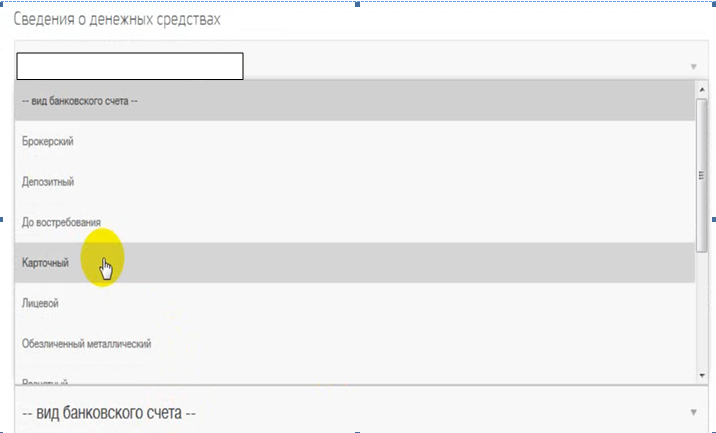 Сведения о денежных средствах
-- вид банковского счета --
Брокерский
Депозитный
До востребования
Карточный
Лицевой
Обезличенный металлический
-- вид банковского счета --